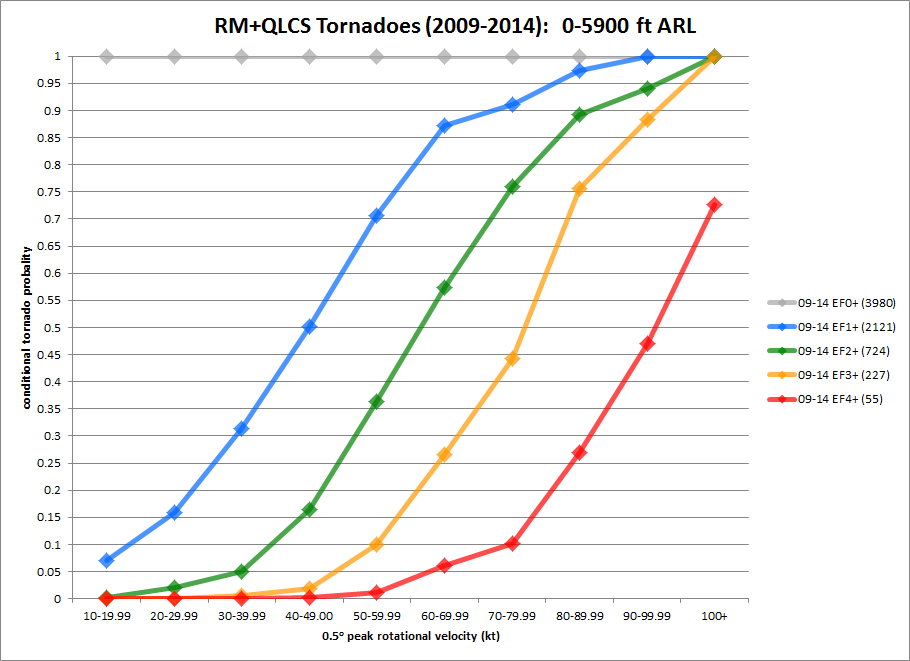 RM+QLCS Tornadoes (2009-2014):  0-5900 ft ARL
1
0.95
0.9
0.85
0.8
0.75
0.7
0.65
0.6
0.55
0.5
0.45
0.4
0.35
0.3
0.25
0.2
0.15
0.1
0.05
0
conditional tornado probality
10-19.99 20-29.99 30-39.99 40-49.00 50-59.99 60-69.99 70-79.99 80-89.99 90-99.99 100+
0.5° peak rotational velocity (kt)
09-14 EF0+ (3980)
09-14 EF1+ (2121)
09-14 EF2+ (724)
09-14 EF3+ (227)
09-14 EF4+ (55)